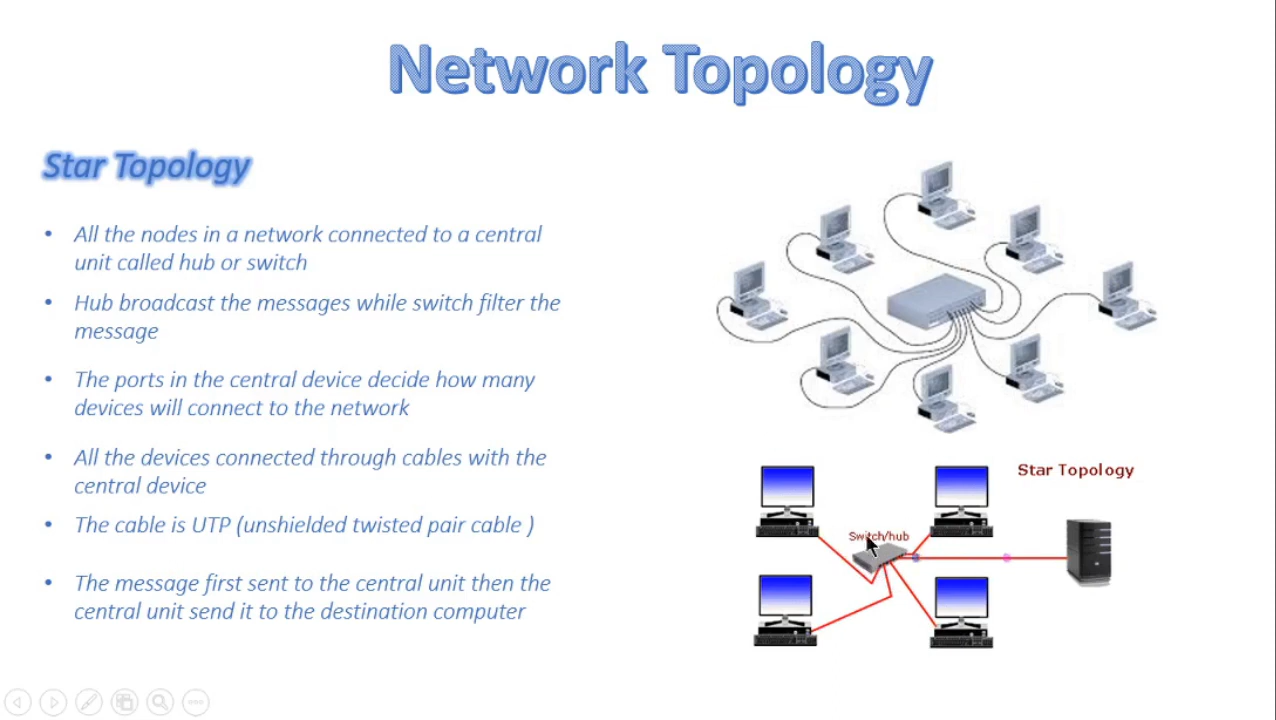 Network Topology
Star Topology
• All the nodes in a network connected to a central
unit called hub or switch
• Hub broadcast the messages while switch filter the
message
• The ports in the central device decide how many
devices will connect to the network
• All the devices connected through cables with the
central device
• The cable is UTP (unshielded twisted pair cable )
• The message first sent to the central unit then the
central unit send it to the destination computer
Star Topology
Switch/hub